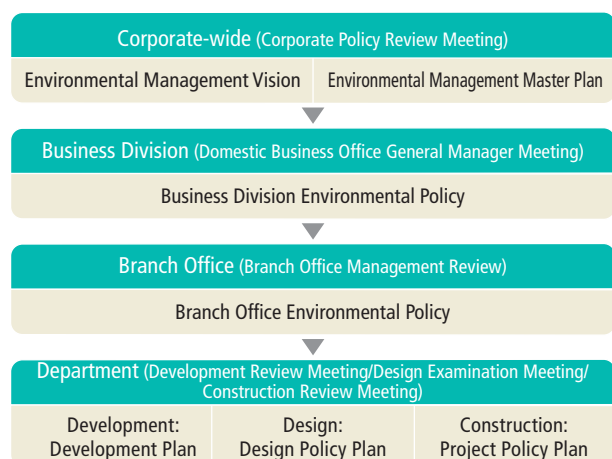 Corporate-wide (Corporate Policy Review Meeting)
Environmental Management Vision
Environmental Management Master Plan
Business Division (Domestic Business Office General Manager Meeting)
Business Division Environmental Policy
Branch Office (Branch Office Management Review)
Branch Office Environmental Policy
Department (Development Review Meeting/Design Examination Meeting/
Construction Review Meeting)
Development:
Development Plan
Design:
Design Policy Plan
Construction:
Project Policy Plan